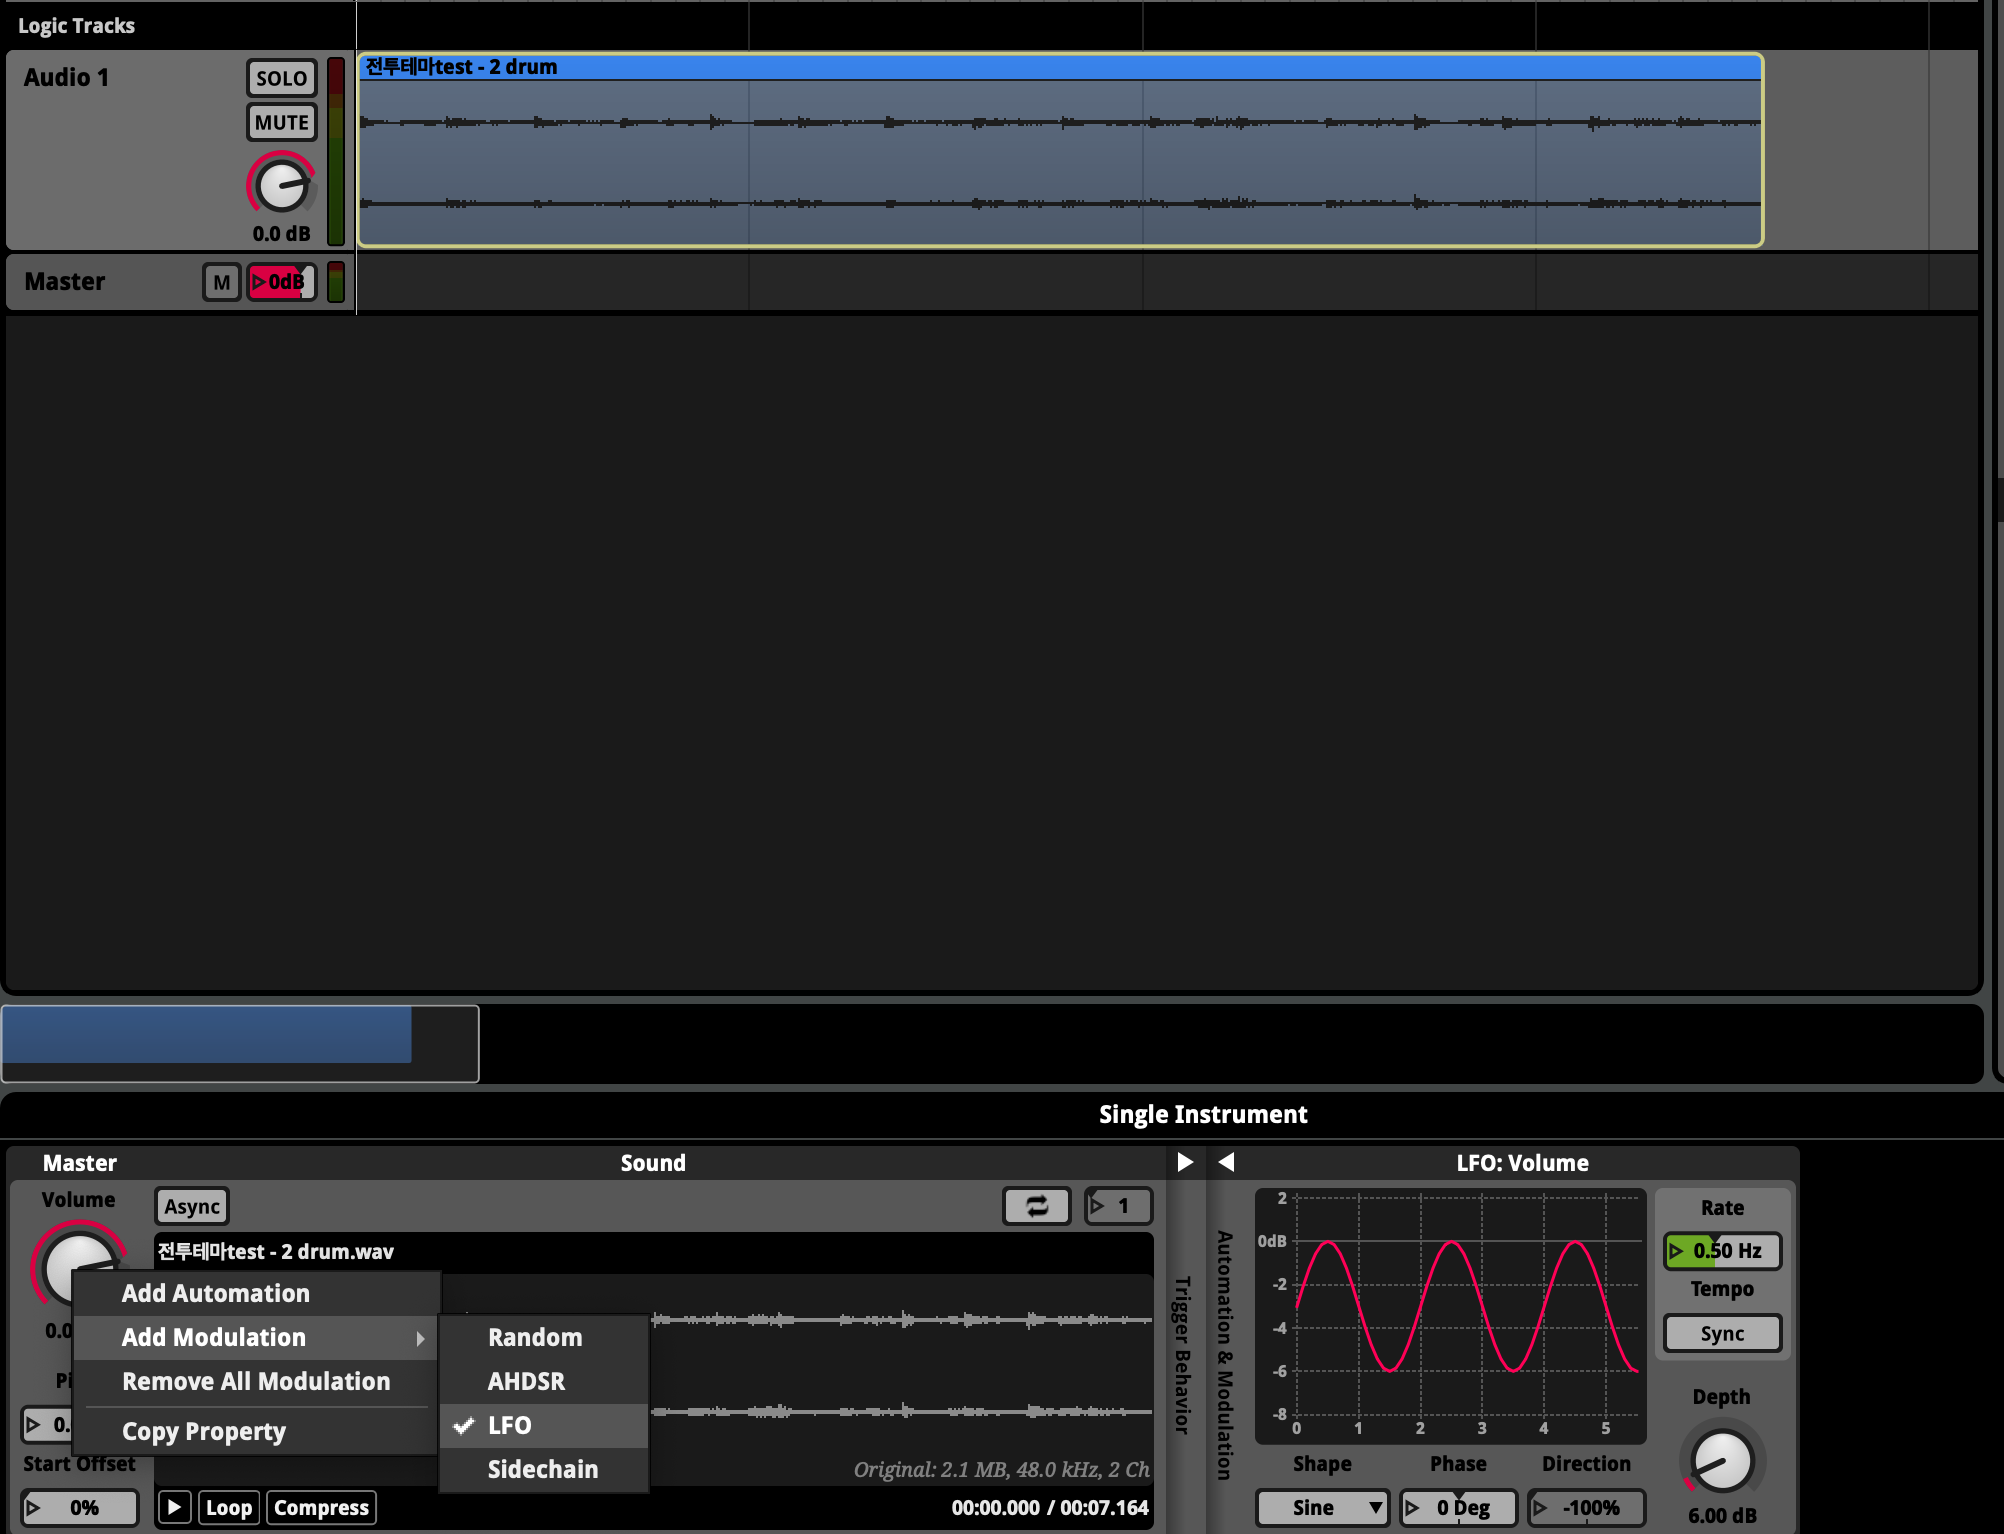 Logic Tracks
Audio 1
SOLO
MUTE
0.0 dB
전투테마test - 2 drum
Master
M
0dB
Single Instrument
Master
Sound
LFO: Volume
Volume
Async
1
전투테마test - 2 drum.wav
Add Automation
Add Modulation
Remove All Modulation
Copy Property
Random
AHDSR
LFO
Sidechain
Start Offset
0%
Loop
Compress
Original: 2.1 MB, 48.0 kHz, 2 Ch
00:00.000 / 00:07.164
Trigger Behavior
Automation & Modulation
2
0dB
-2
-4
-6
-8
0 1 2 3 4 5
Rate
0.50 Hz
Tempo
Sync
Depth
6.00 dB
Shape
Sine
Phase
0 Deg
Direction
-100%